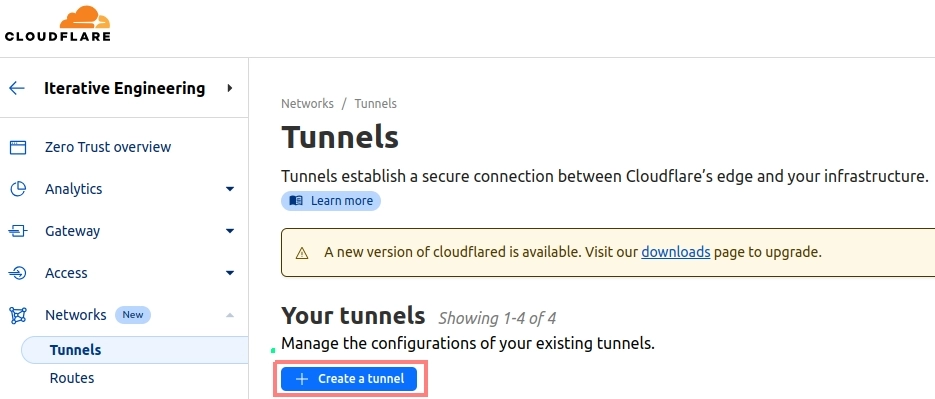 CLOUDFLARE
Iterative Engineering
Zero Trust overview
Analytics
Gateway
Access
Networks New
Tunnels
Routes
Networks / Tunnels
Tunnels
Tunnels establish a secure connection between Cloudflare’s edge and your infrastructure.
Learn more
A new version of cloudflared is available. Visit our downloads page to upgrade.
Your tunnels Showing 1-4 of 4
Manage the configurations of your existing tunnels.
Create a tunnel